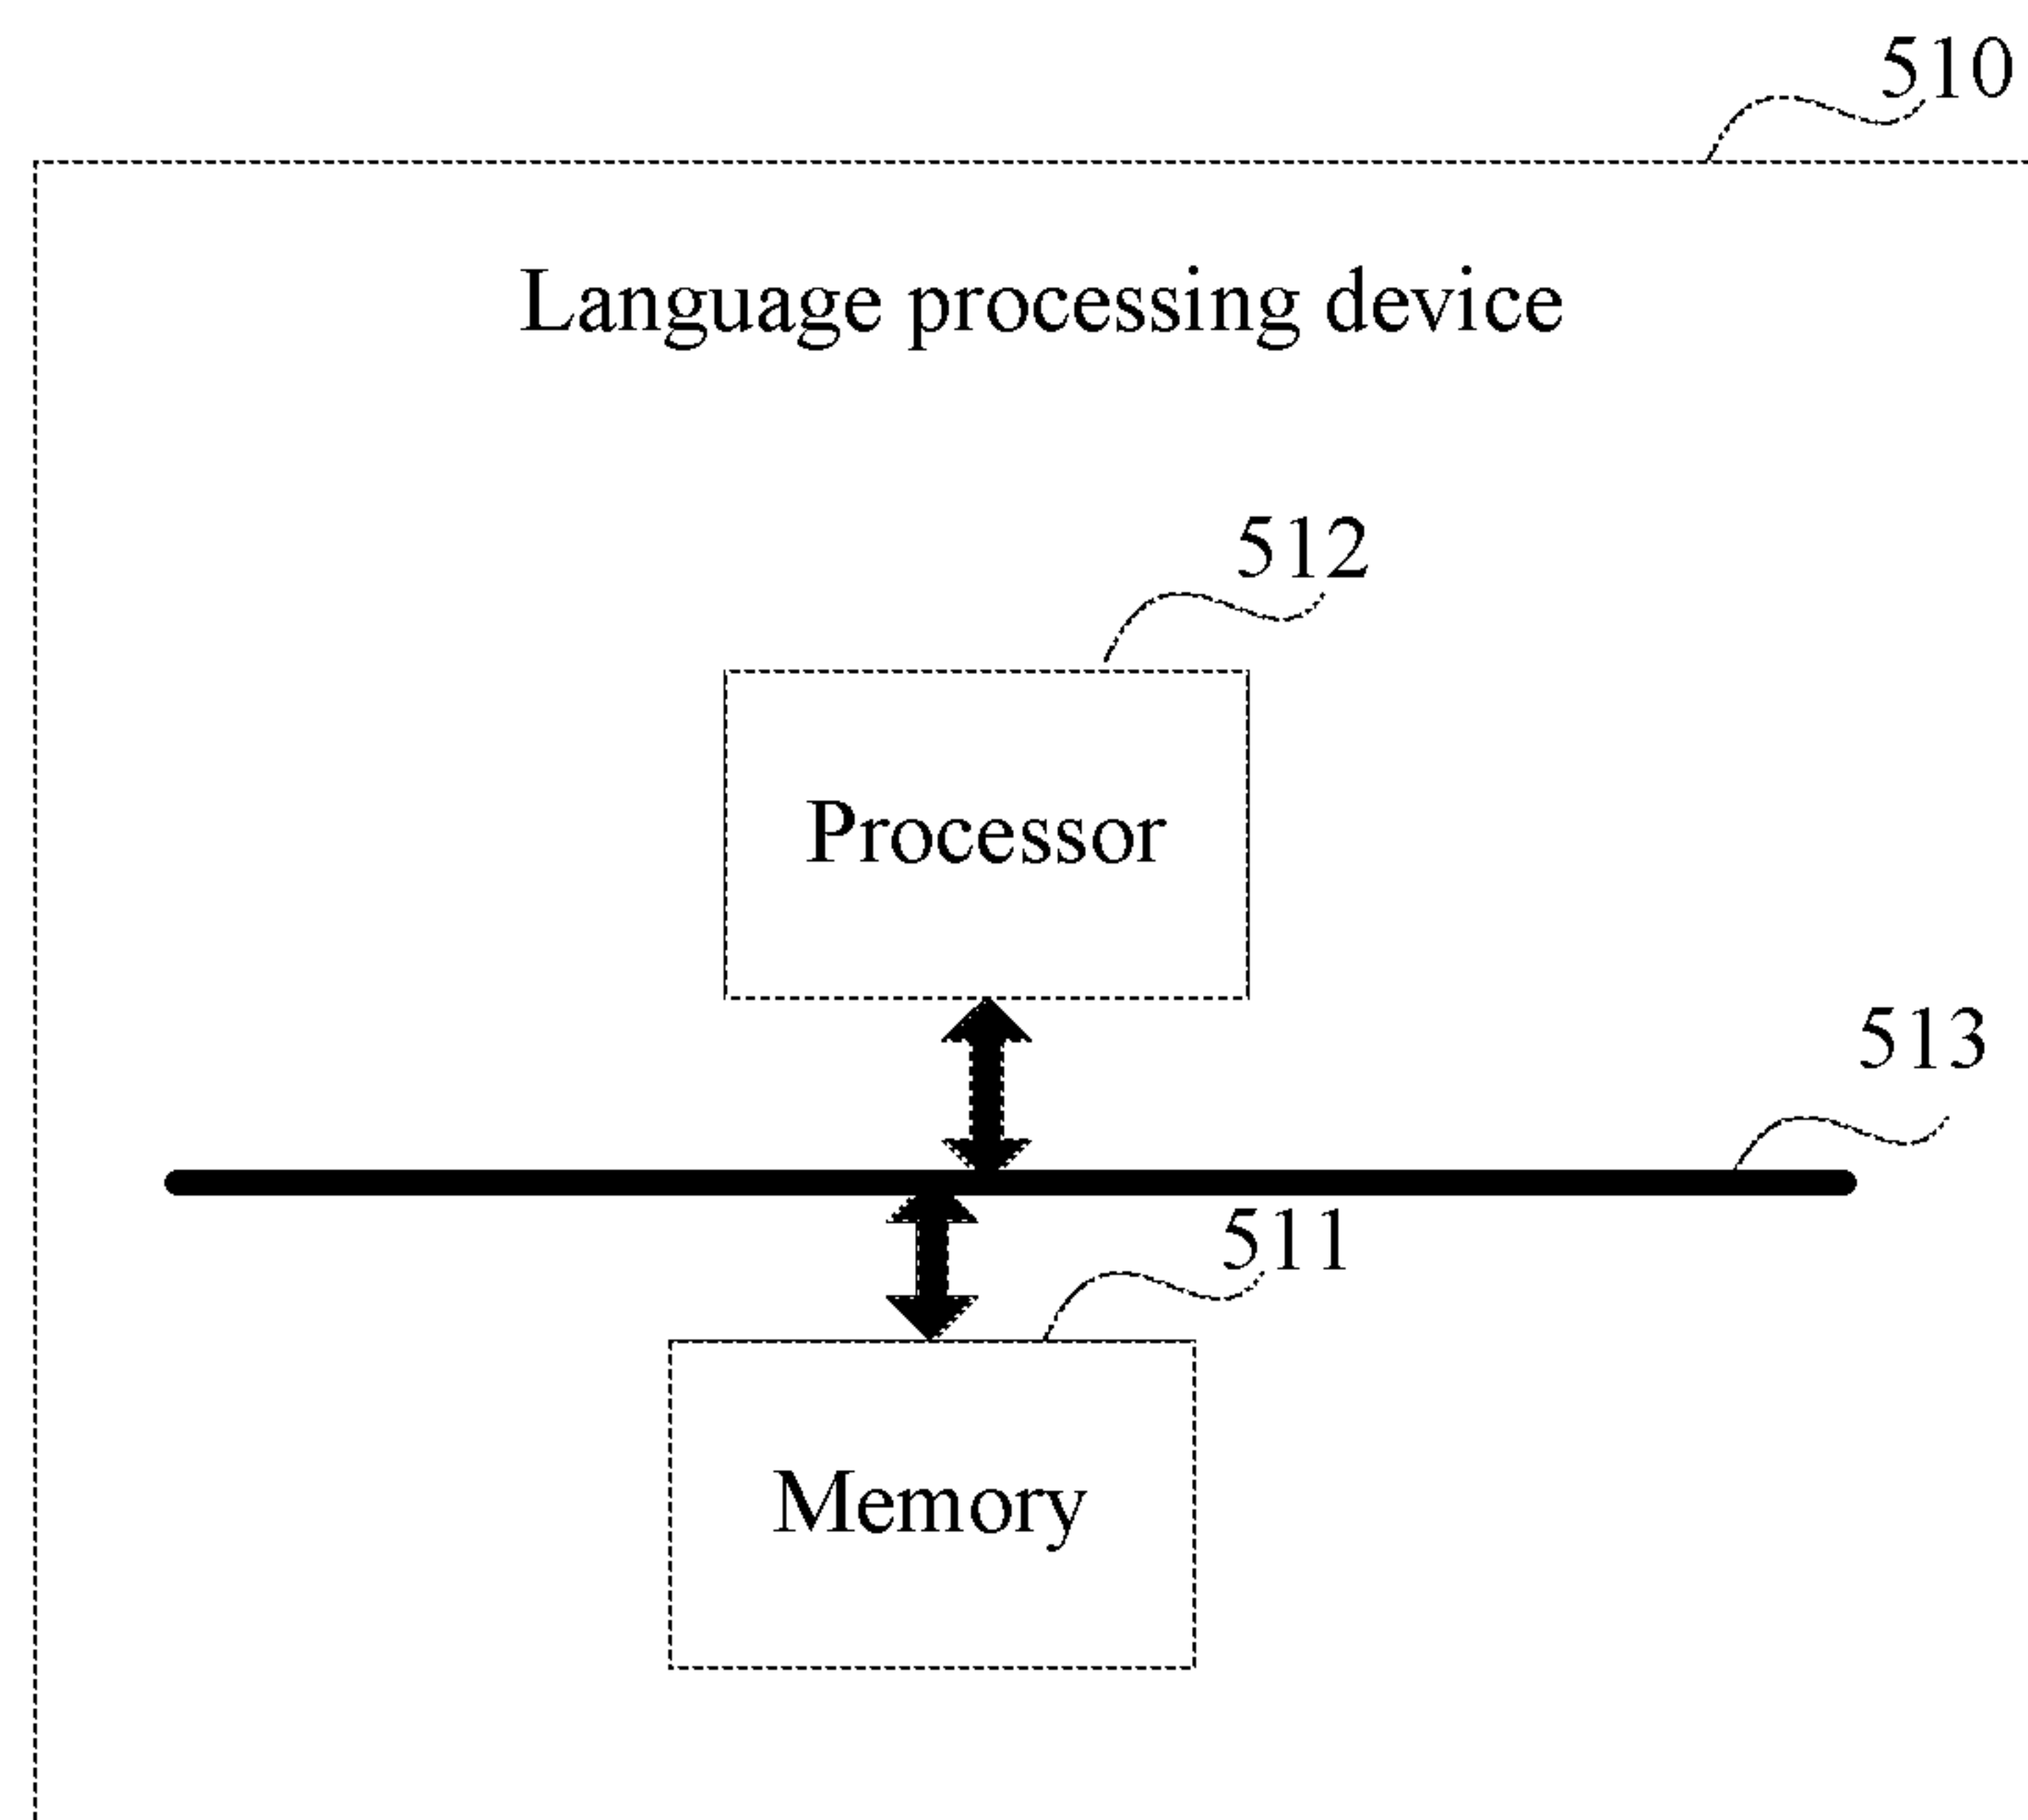 510
Language processing device
512
Processor
513
511
Memory